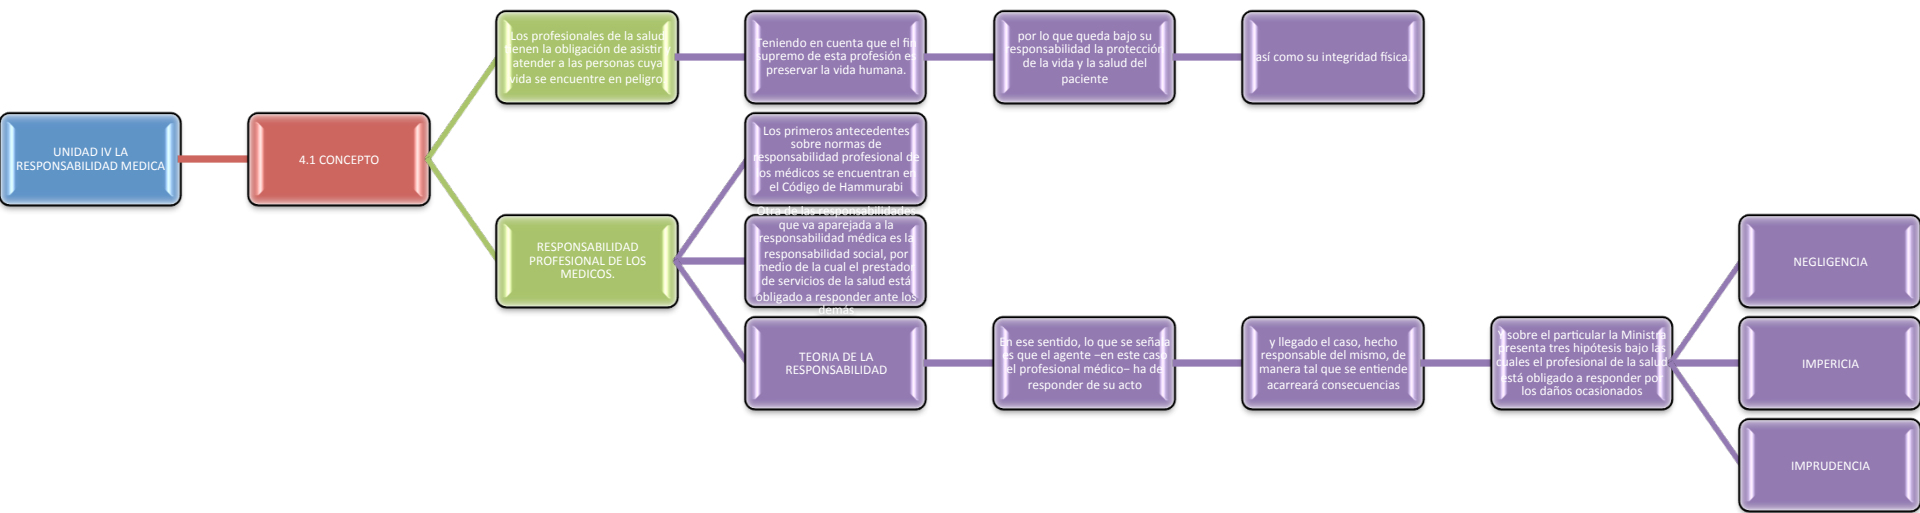 UNIDAD IV LA
RESPONSABILIDAD MEDICA
4.1 CONCEPTO
Los profesionales de la salud
tienen la obligación de asistir y
atender a las personas cuya
vida se encuentre en peligro
Teniendo en cuenta que el fin
supremo de esta profesión es
preservar la vida humana.
por lo que queda bajo su
responsabilidad la protección
de la vida y la salud del
paciente
así como su integridad física.
RESPONSABILIDAD
PROFESIONAL DE LOS
MEDICOS.
Los primeros antecedentes
sobre normas de
responsabilidad profesional de
los médicos se encuentran en
el Código de Hammurabi
Otra de las responsabilidades
que va aparejada a la
responsabilidad médica es la
responsabilidad social, por
medio de la cual el prestador
de servicios de la salud está
obligado a responder ante los
demás
TEORIA DE LA
RESPONSABILIDAD
En ese sentido, lo que se señala
es que el agente –en este caso
el profesional médico– ha de
responder de su acto
y llegado el caso, hecho
responsable del mismo, de
manera tal que se entiende
acarreará consecuencias
Y sobre el particular la Ministra
presenta tres hipótesis bajo las
cuales el profesional de la salud
está obligado a responder por
los daños ocasionados
NEGLIGENCIA
IMPERICIA
IMPRUDENCIA